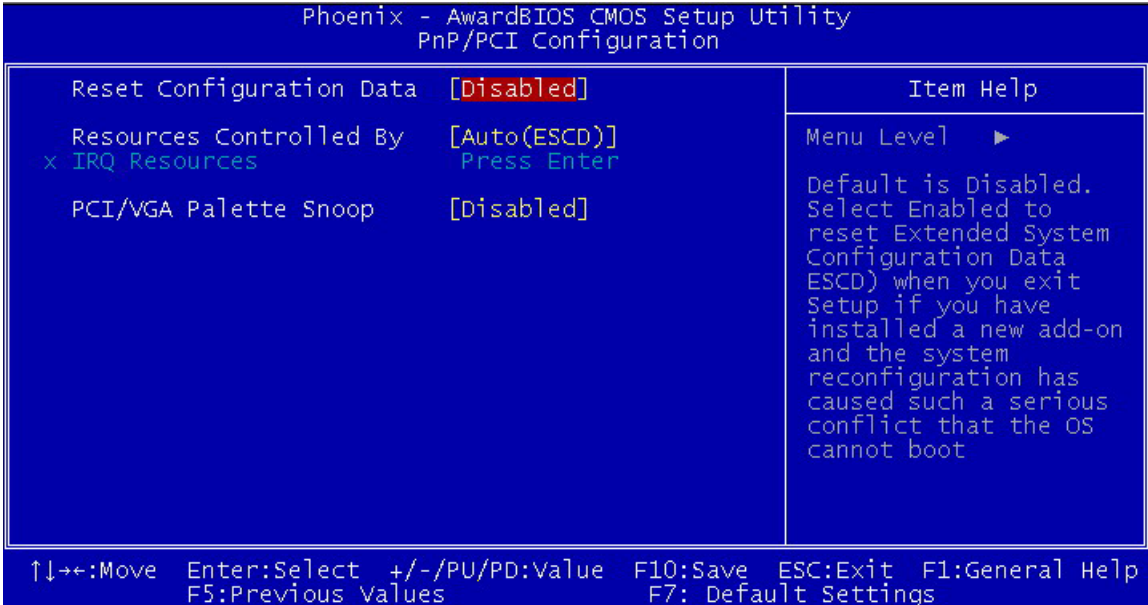 Phoenix - AwardBIOS CMOS Setup Utility
PnP/PCI Configuration
Reset Configuration Data [Disabled]
Resources Controlled By [Auto(ESCD)]
x IRQ Resources Press Enter
PCI/VGA Palette Snoop [Disabled]
Item Help
Menu Level ►
Default is Disabled.
Select Enabled to
reset Extended System
Configuration Data
ESCD) when you exit
Setup if you have
installed a new add-on
and the system
reconfiguration has
caused such a serious
conflict that the OS
cannot boot
↑↓→←:Move Enter:Select +/-/PU/PD:Value F10:Save ESC:Exit F1:General Help
F5:Previous Values F7: Default Settings